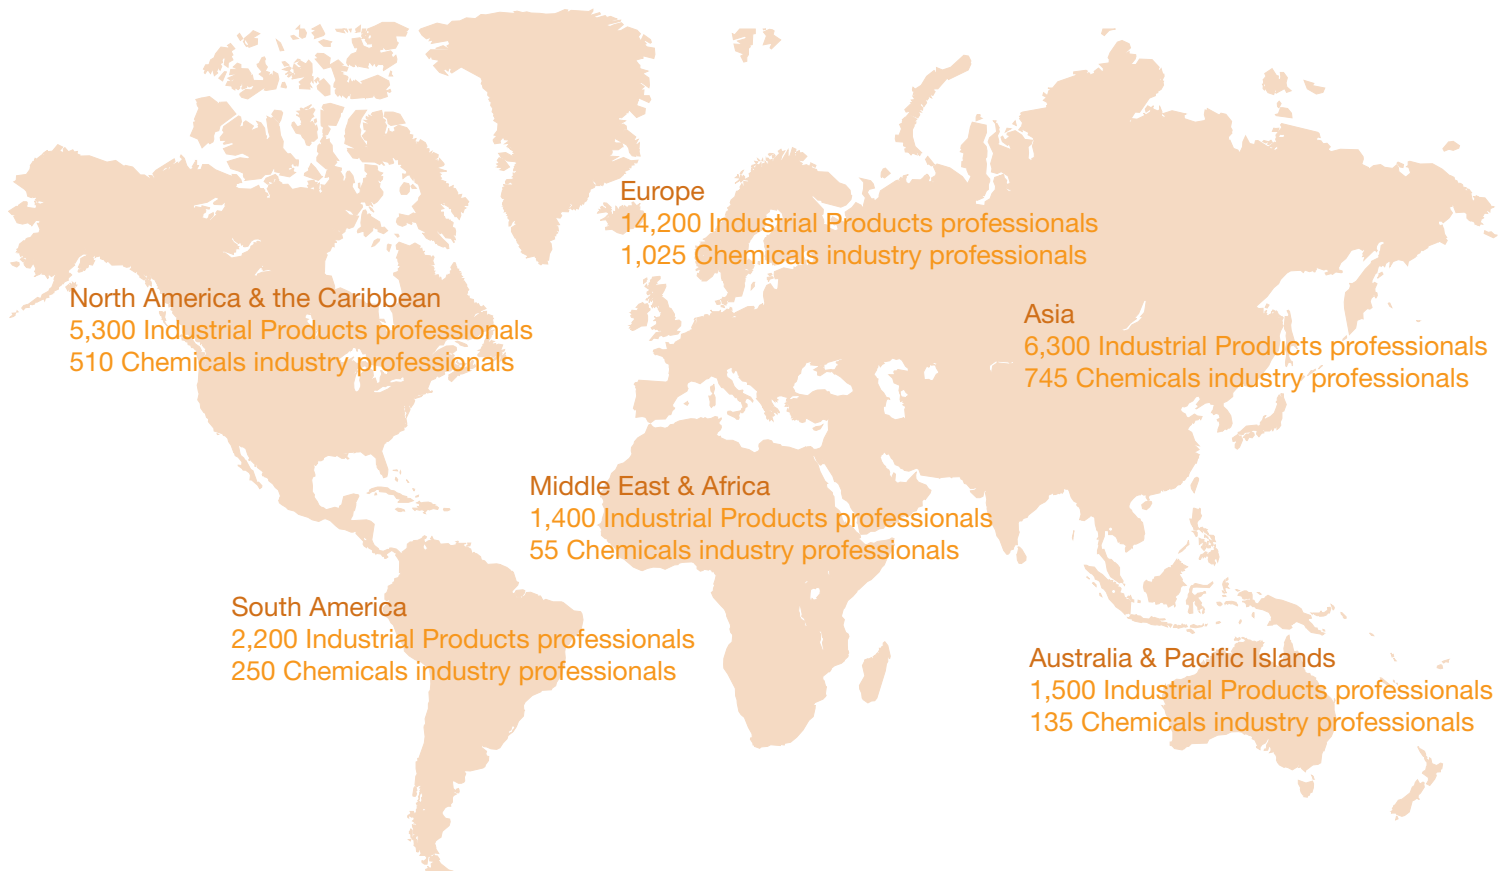 Europe
14,200 Industrial Products professionals
1,025 Chemicals industry professionals
North America & the Caribbean
5,300 Industrial Products professionals
510 Chemicals industry professionals
Asia
6,300 Industrial Products professionals
745 Chemicals industry professionals
Middle East & Africa
1,400 Industrial Products professionals
55 Chemicals industry professionals
South America
2,200 Industrial Products professionals
250 Chemicals industry professionals
Australia & Pacific Islands
1,500 Industrial Products professionals
135 Chemicals industry professionals